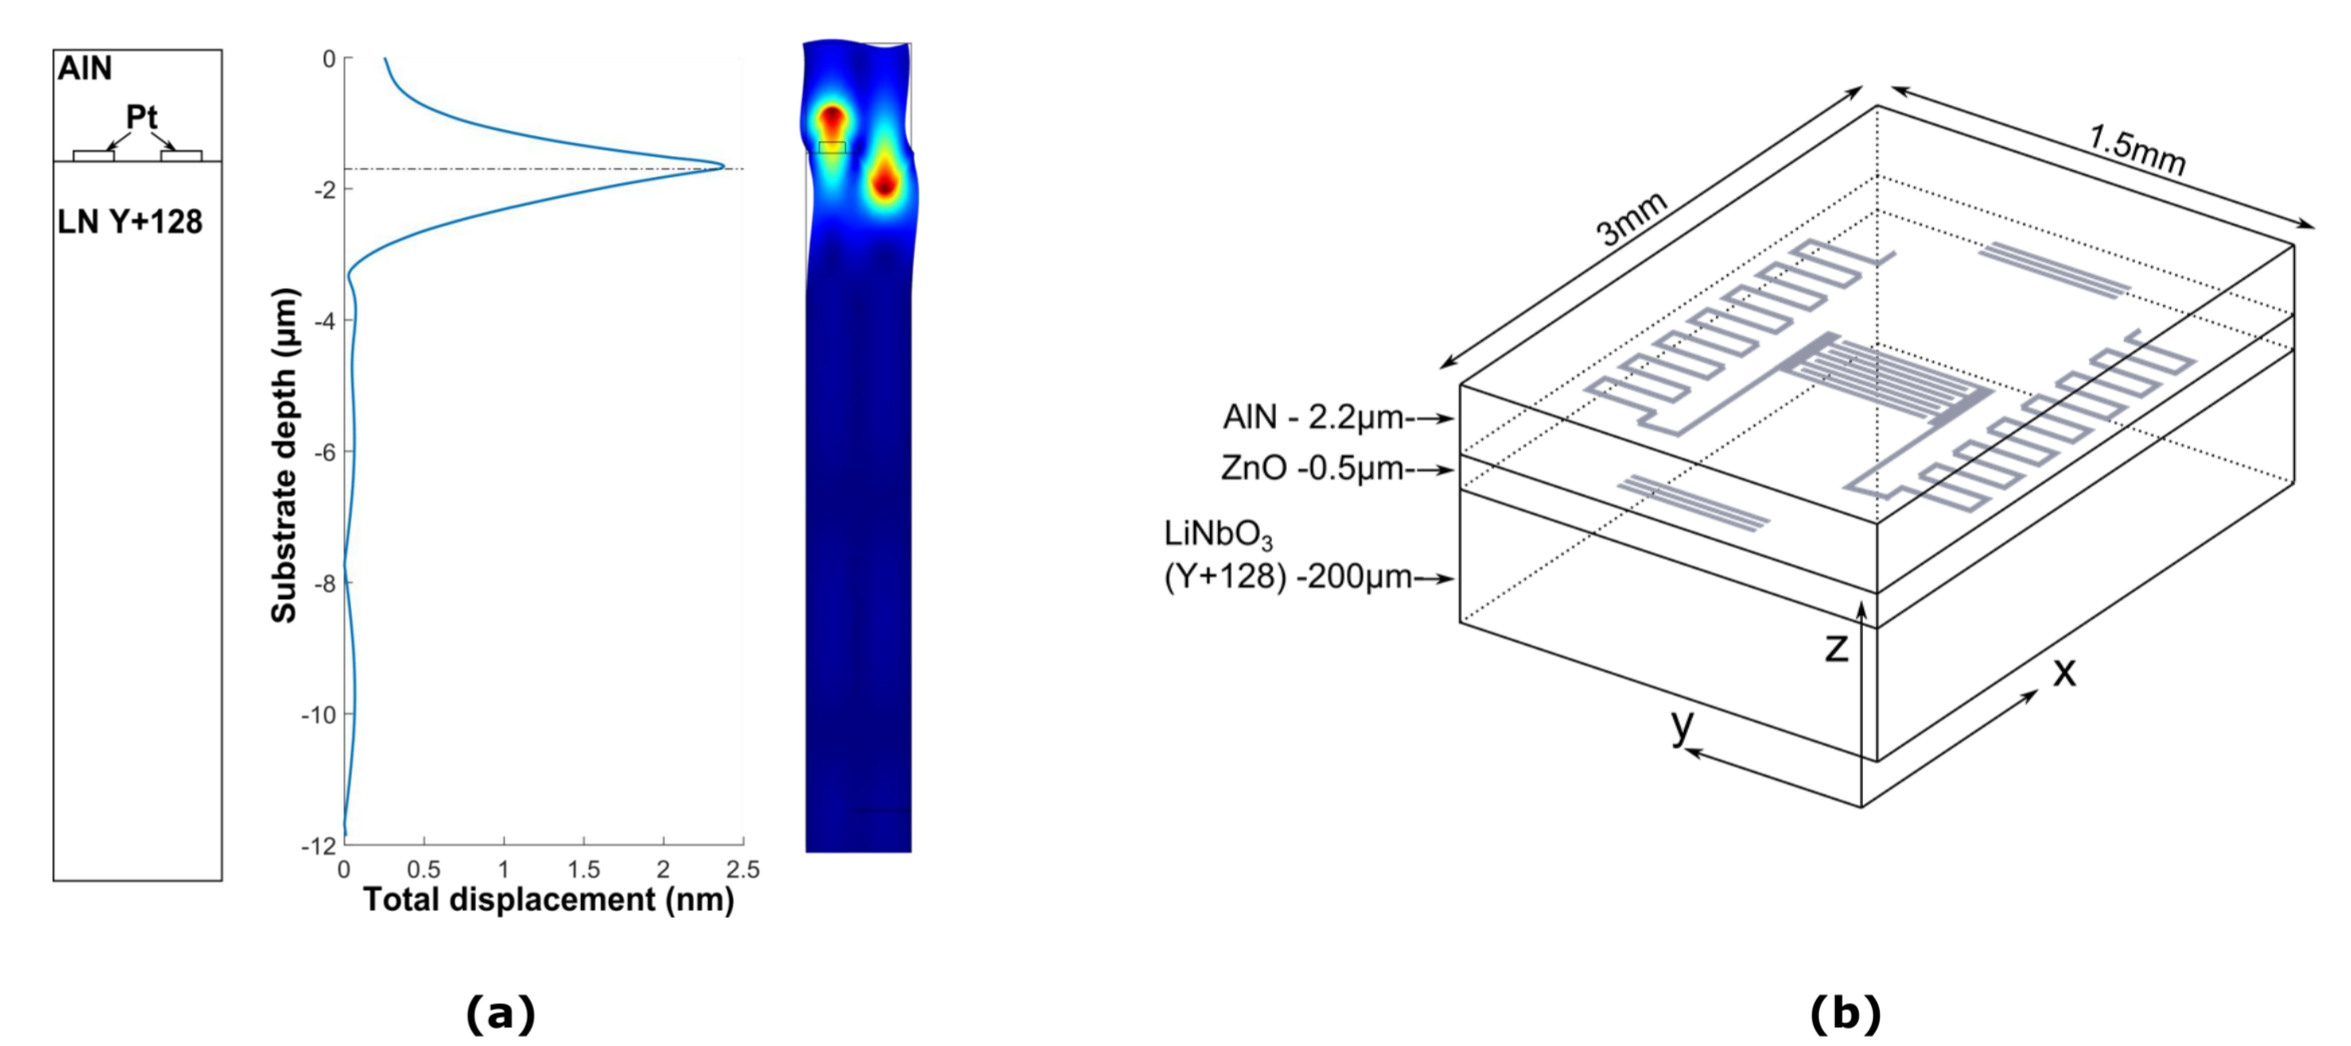 AlN
Pt
LN Y+128
Substrate depth (µm)
0
-2
-4
-6
-8
-10
-12
0 0.5 1 1.5 2 2.5
Total displacement (nm)
(a)
3mm
1.5mm
AlN - 2.2µm
ZnO -0.5µm
LiNbO3
(Y+128) -200µm
z
x
y
(b)